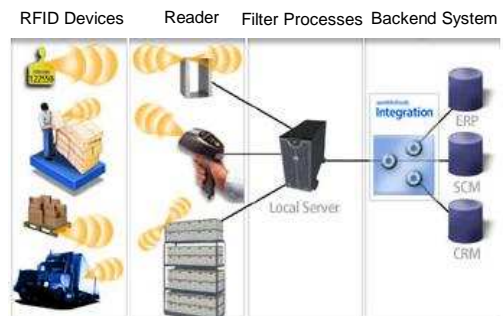 RFID Devices
Reader
Filter Processes
Backend System
Integration
ERP
Local Server
SCM
CRM